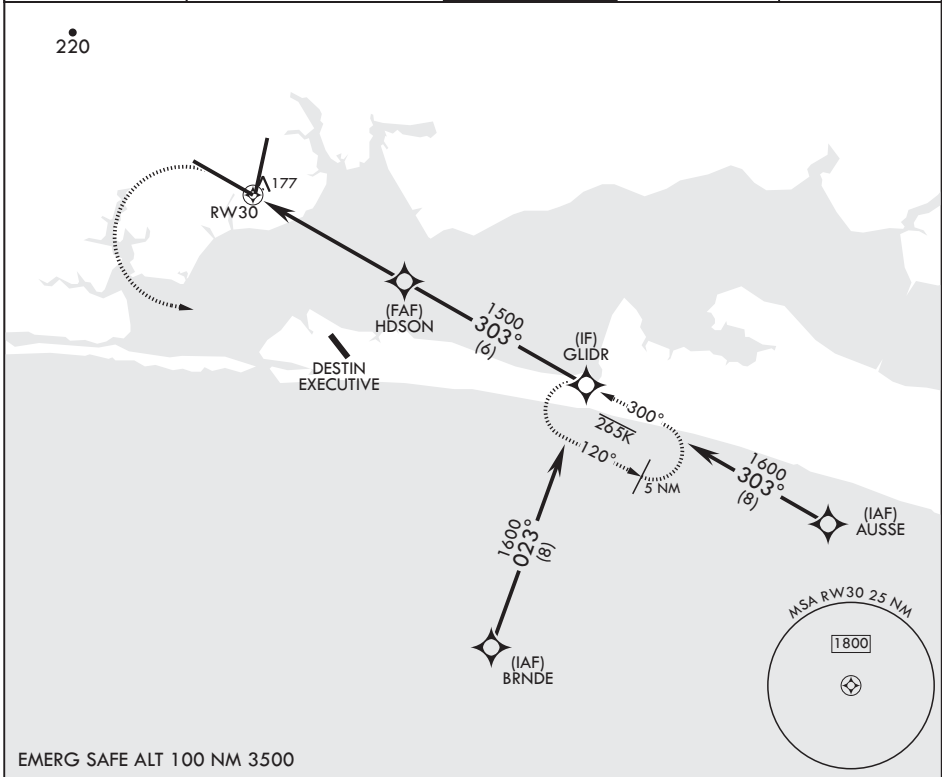 220
177
RW30
(FAF)
HDSON
1500
303°
(6)
(IF)
GLIDR
DESTIN
EXECUTIVE
300°
265K
120°
5 NM
1600
303°
(8)
(IAF)
AUSSE
1600
023°
(8)
(IAF)
BRNDE
MSA RW30 25 NM
1800
EMERG SAFE ALT 100 NM 3500